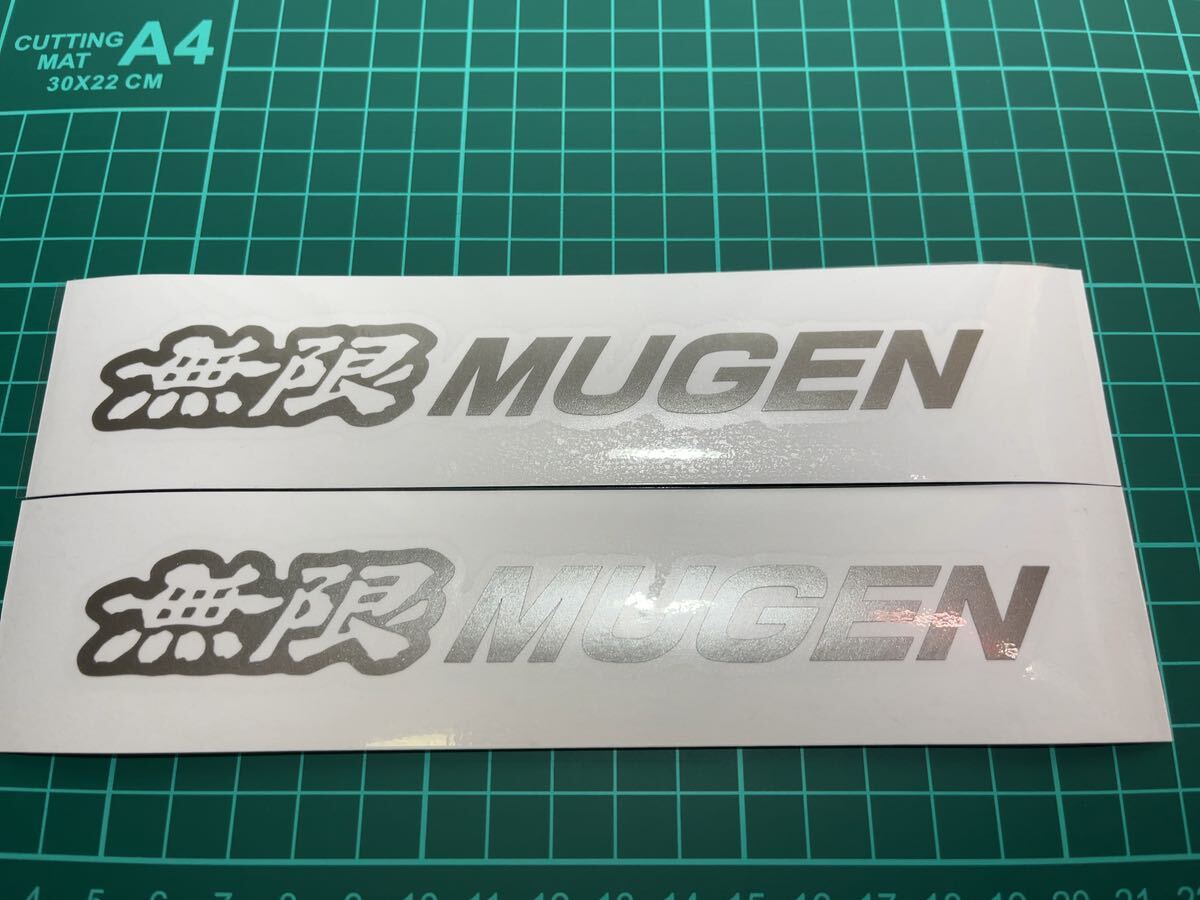 CUTTING
MAT A4
30X22 CM
無限 MUGEN
無限 MUGEN
4 5 6 7 8 9 10 11 12 13 14 15 16 17 18 19 20 21